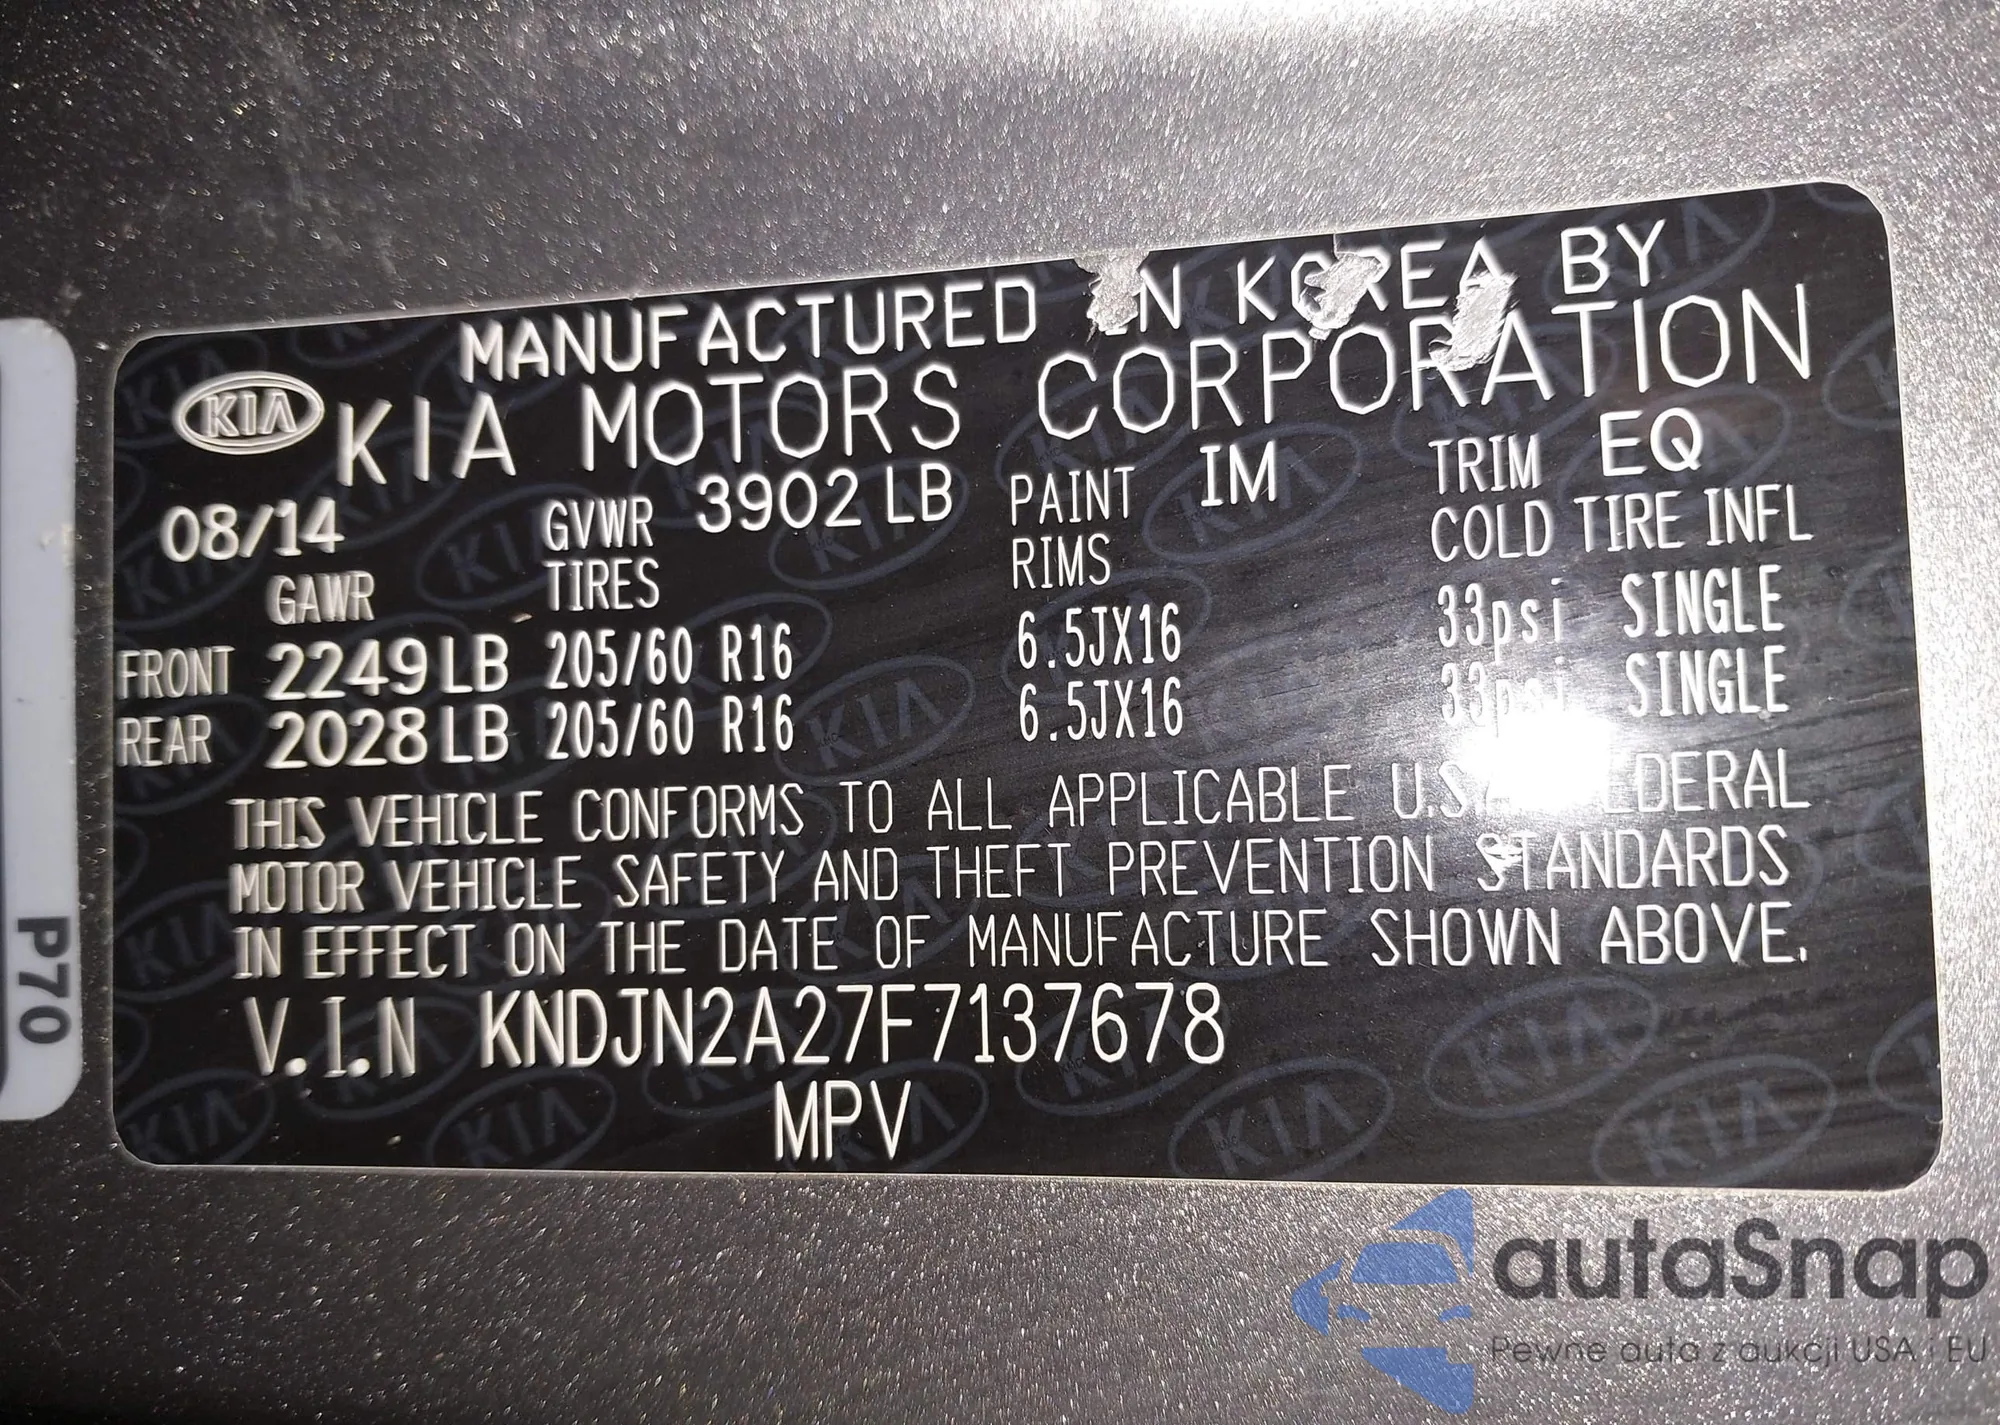 MANUFACTURED IN KOREA BY
KIA KIA MOTORS CORPORATION
08/14 GVWR 3902 LB PAINT IM TRIM EQ
GAWR TIRES RIMS COLD TIRE INFL
FRONT 2249 LB 205/60 R16 6.5JX16 33psi SINGLE
REAR 2028 LB 205/60 R16 6.5JX16 33psi SINGLE
THIS VEHICLE CONFORMS TO ALL APPLICABLE U.S.A. FEDERAL
MOTOR VEHICLE SAFETY AND THEFT PREVENTION STANDARDS
IN EFFECT ON THE DATE OF MANUFACTURE SHOWN ABOVE.
V.I.N KNDJN2A27F7137678
MPV
P70
autaSnap
Pewne auta z aukcji USA i EU